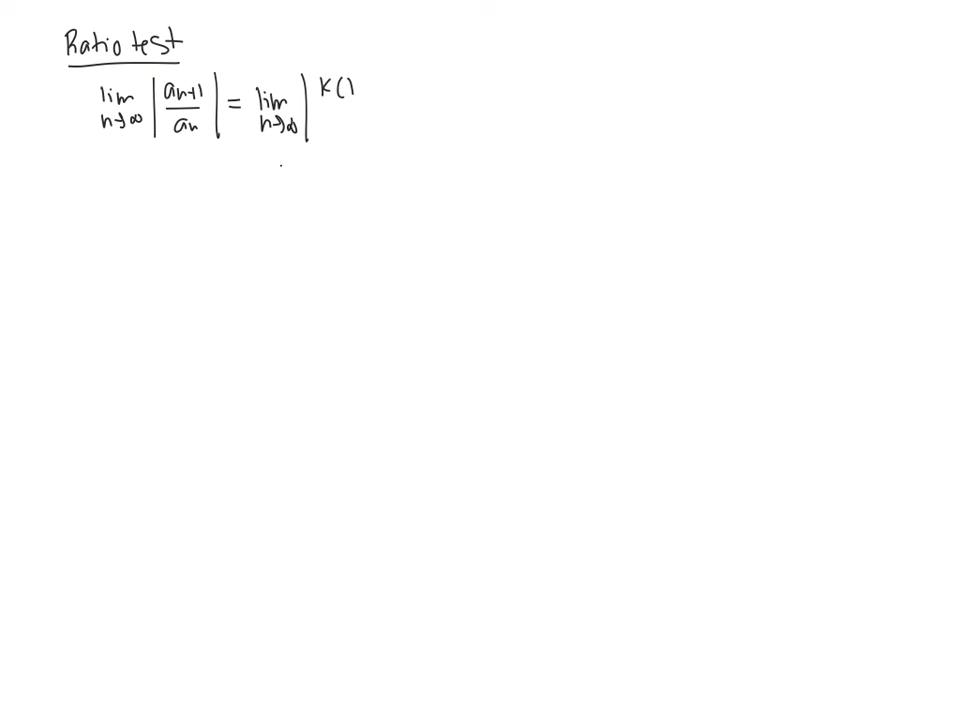 Ratio test
lim n→∞ | an+1 / an | = lim n→∞ | K(1